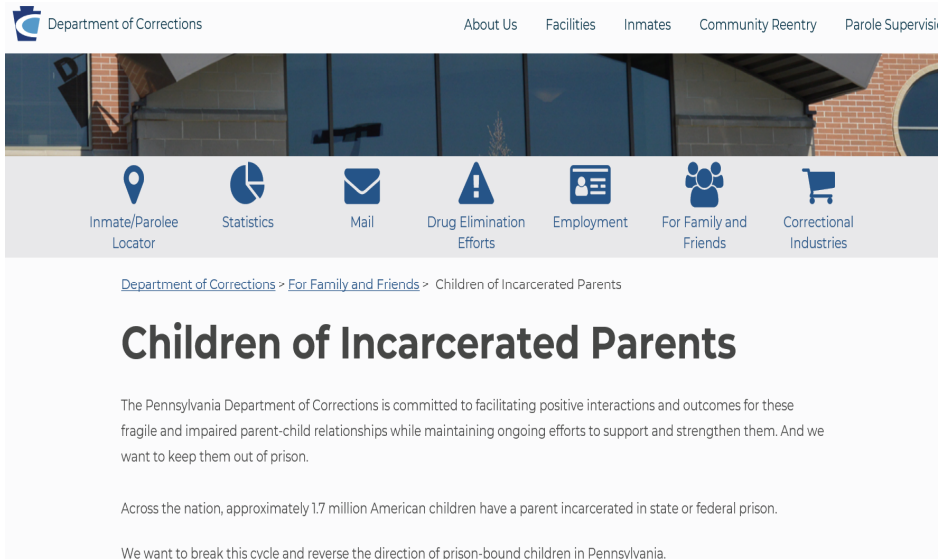 Department of Corrections
About Us Facilities Inmates Community Reentry
Parole
Inmate/Parolee Locator
Statistics
Mail
Drug Elimination Efforts
Employment
For Family and Friends
Correctional Industries
Department of Corrections > For Family and Friends > Children of Incarcerated Parents
Children of Incarcerated Parents
The Pennsylvania Department of Corrections is committed to facilitating positive interactions and outcomes for these
fragile and impaired parent-child relationships while maintaining ongoing efforts to support and strengthen them. And we
want to keep them out of prison.
Across the nation, approximately 1.7 million American children have a parent incarcerated in state or federal prison.
We want to break this cycle and reverse the direction of prison-bound children in Pennsylvania.